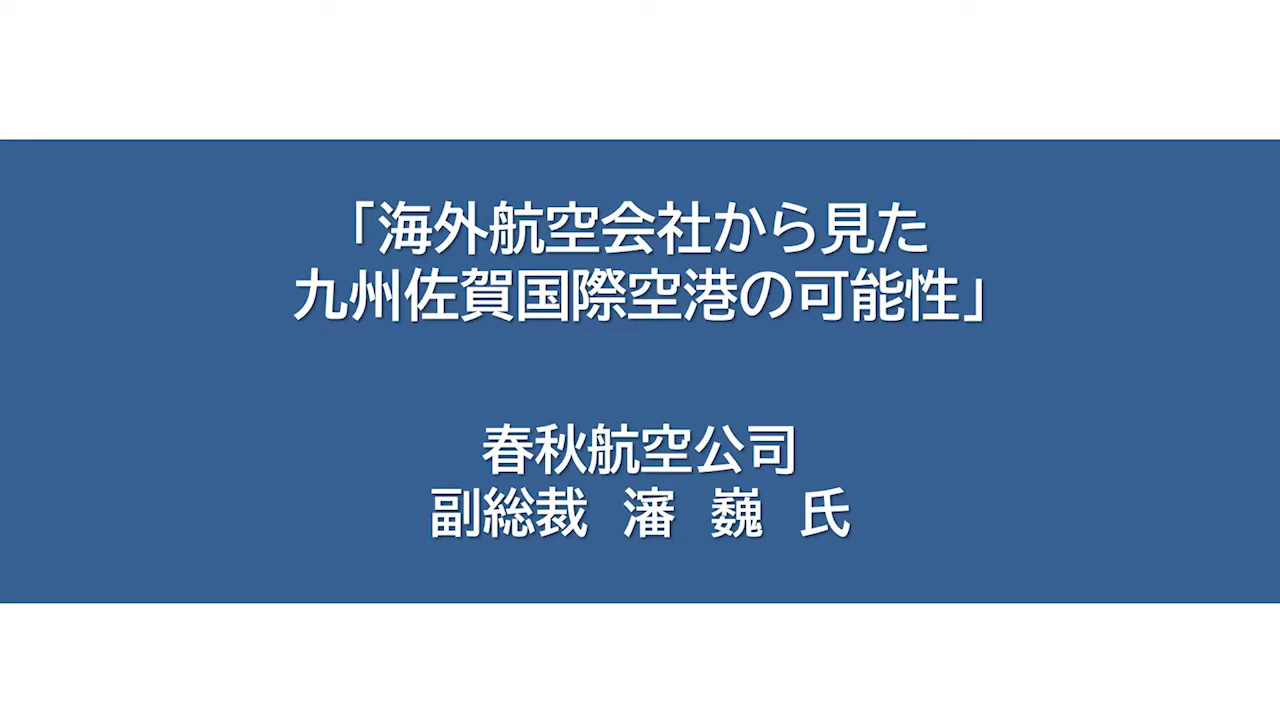 「海外航空会社から見た
九州佐賀国際空港の可能性」
春秋航空公司
副総裁　瀋　巍　氏